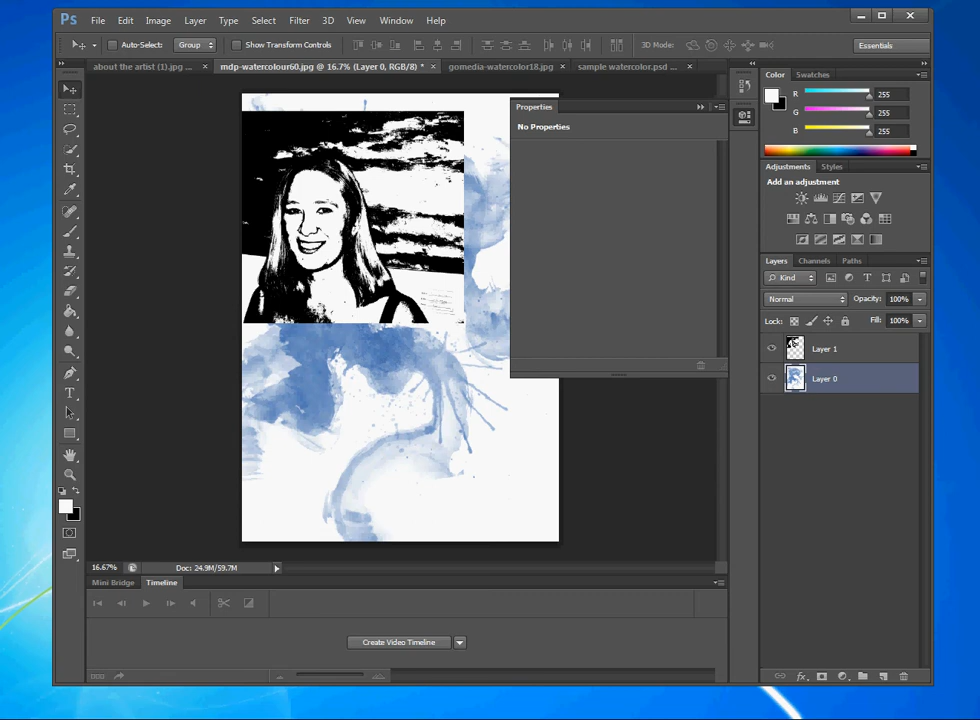 Ps File Edit Image Layer Type Select Filter 3D View Window Help
Auto-Select: Group Show Transform Controls 3D Mode: Essentials
about the artist (1).jpg ... × mdp-watercolour60.jpg @ 16.7% (Layer 0, RGB/8) * × gomedia-watercolor18.jpg × sample watercolor.psd ... ×
Color Swatches
R 255
G 255
B 255
Properties
No Properties
Adjustments Styles
Add an adjustment
Layers Channels Paths
Kind
Normal Opacity: 100%
Lock: Fill: 100%
Layer 1
Layer 0
T
16.67% Doc: 24.9M/59.7M
Mini Bridge Timeline
Create Video Timeline
fx